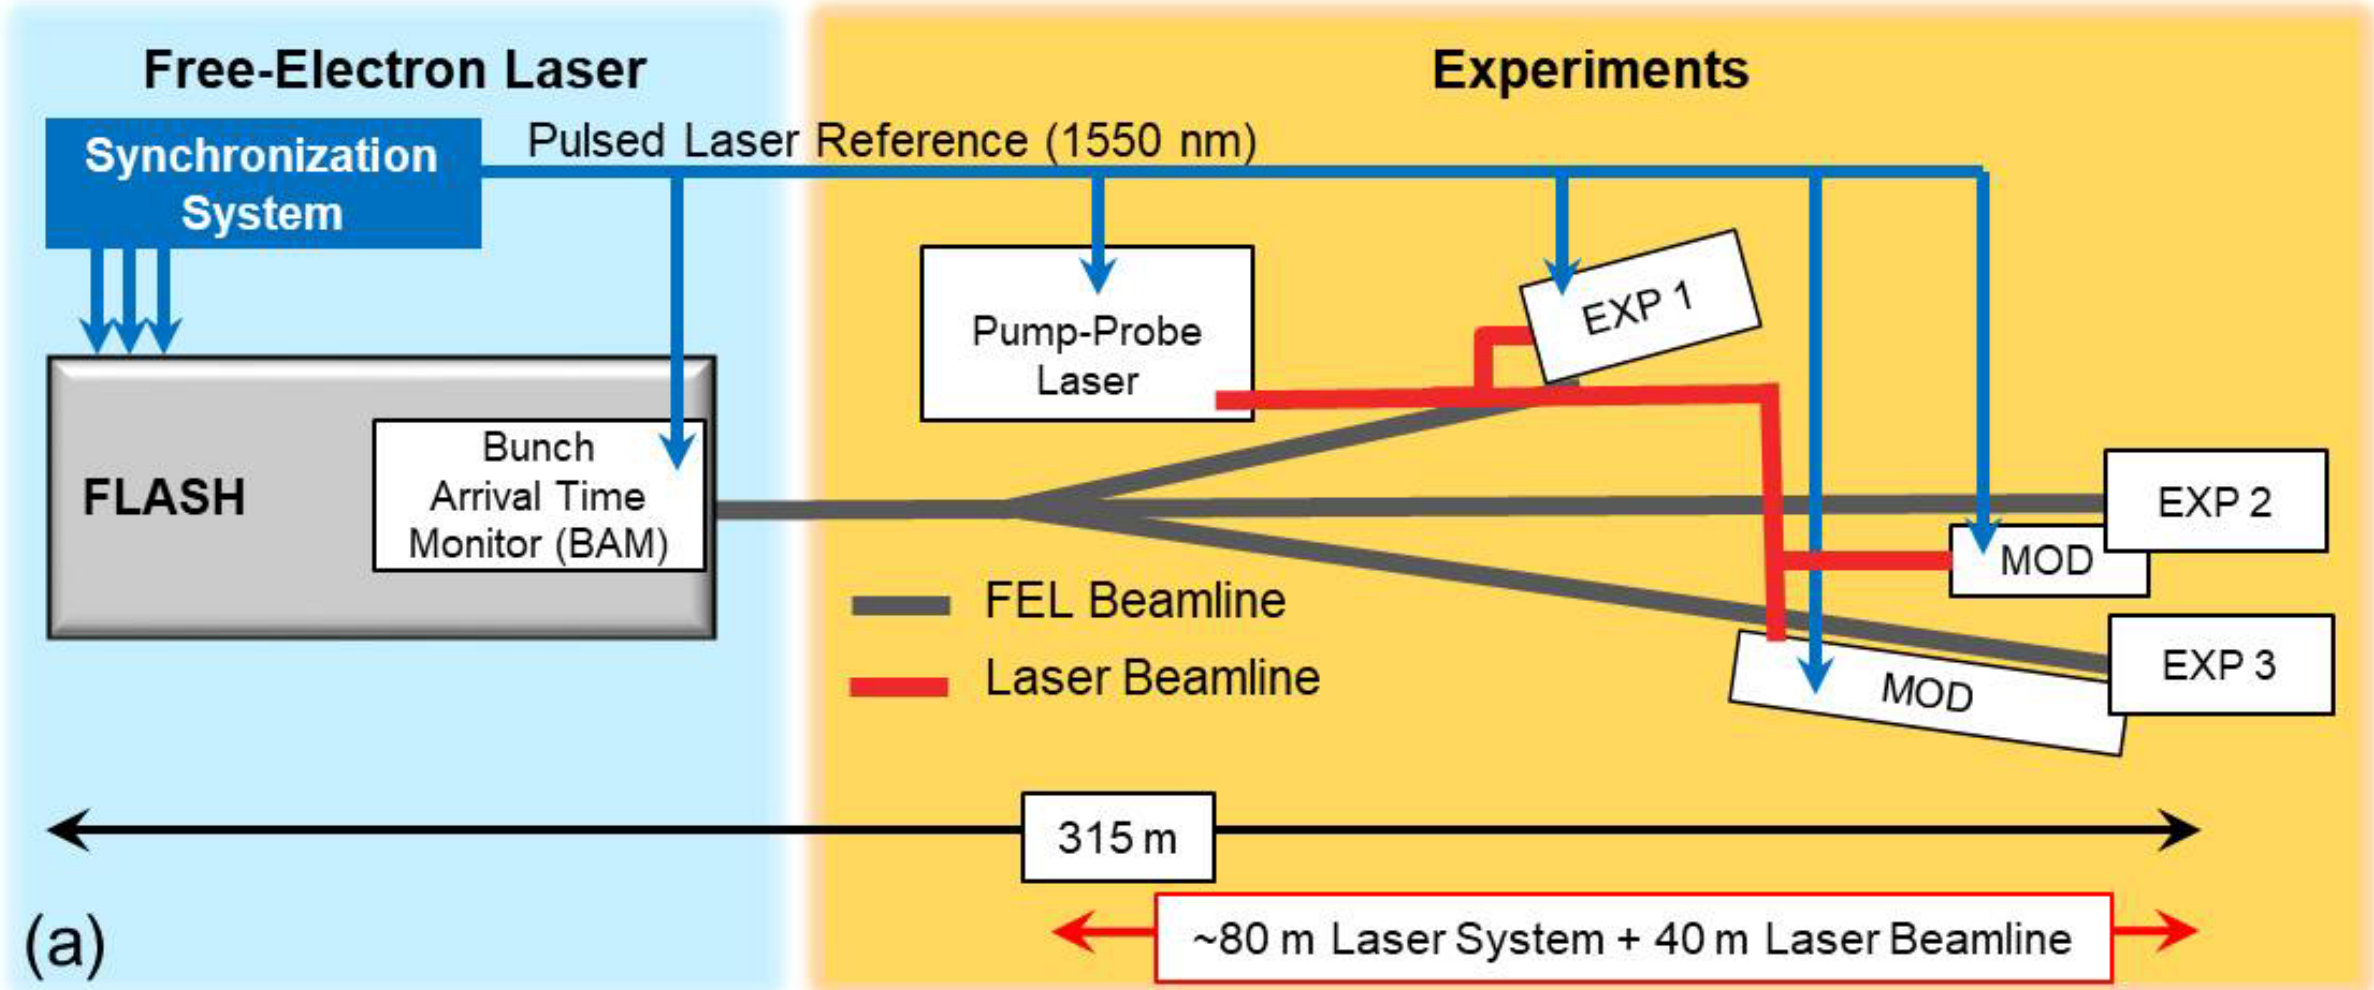 Free-Electron Laser
Experiments
Synchronization
System
Pulsed Laser Reference (1550 nm)
Pump-Probe
Laser
EXP 1
FLASH
Bunch
Arrival Time
Monitor (BAM)
EXP 2
MOD
FEL Beamline
Laser Beamline
EXP 3
MOD
315 m
(a)
~80 m Laser System + 40 m Laser Beamline